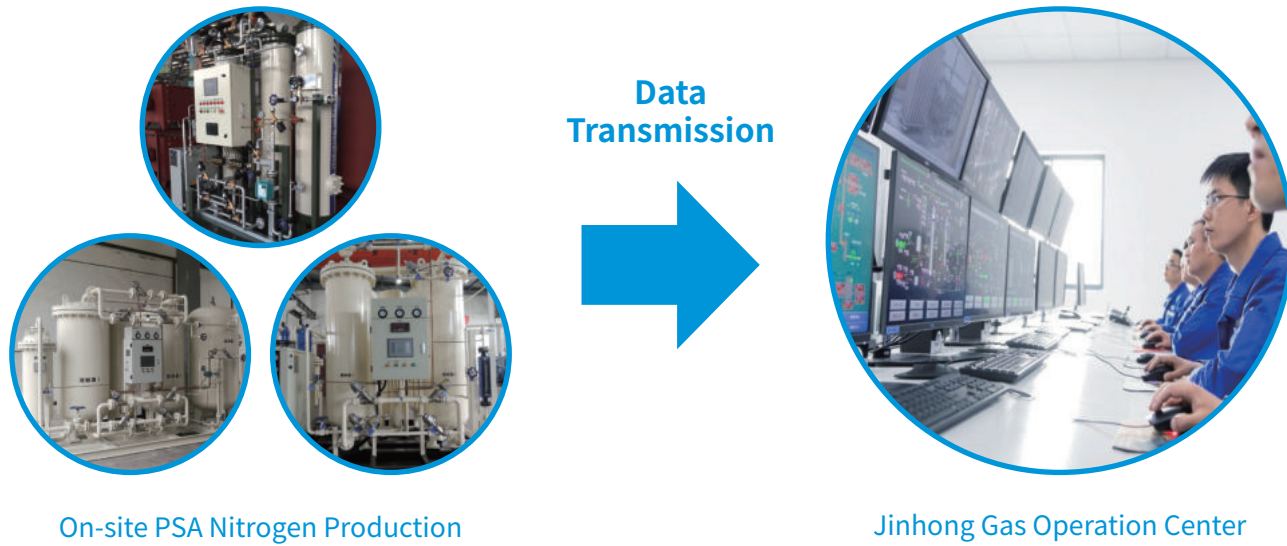 Data
Transmission
On-site PSA Nitrogen Production
Jinhong Gas Operation Center